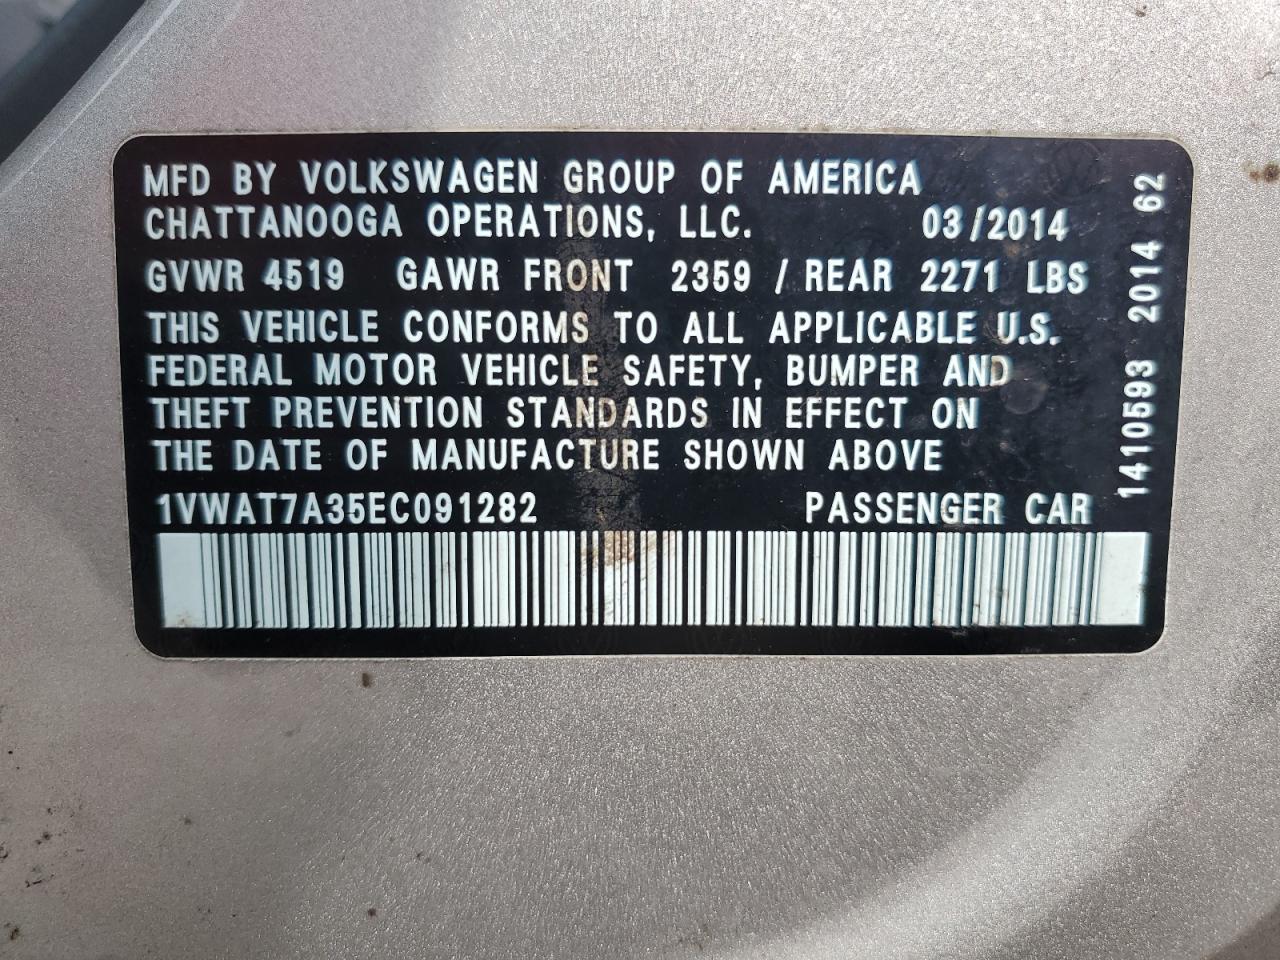 MFD BY VOLKSWAGEN GROUP OF AMERICA
CHATTANOOGA OPERATIONS, LLC. 03/2014
GVWR 4519 GAWR FRONT 2359 / REAR 2271 LBS
THIS VEHICLE CONFORMS TO ALL APPLICABLE U.S.
FEDERAL MOTOR VEHICLE SAFETY, BUMPER AND
THEFT PREVENTION STANDARDS IN EFFECT ON
THE DATE OF MANUFACTURE SHOWN ABOVE
1VWAT7A35EC091282 PASSENGER CAR
1410593 2014 62